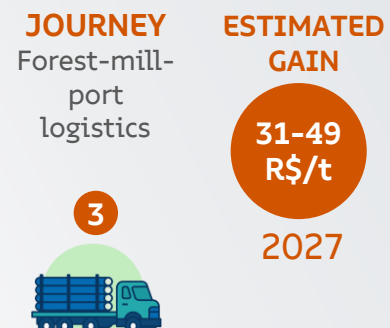 JOURNEY
Forest-mill-
port
logistics
3
ESTIMATED
GAIN
31-49
R$/t
2027